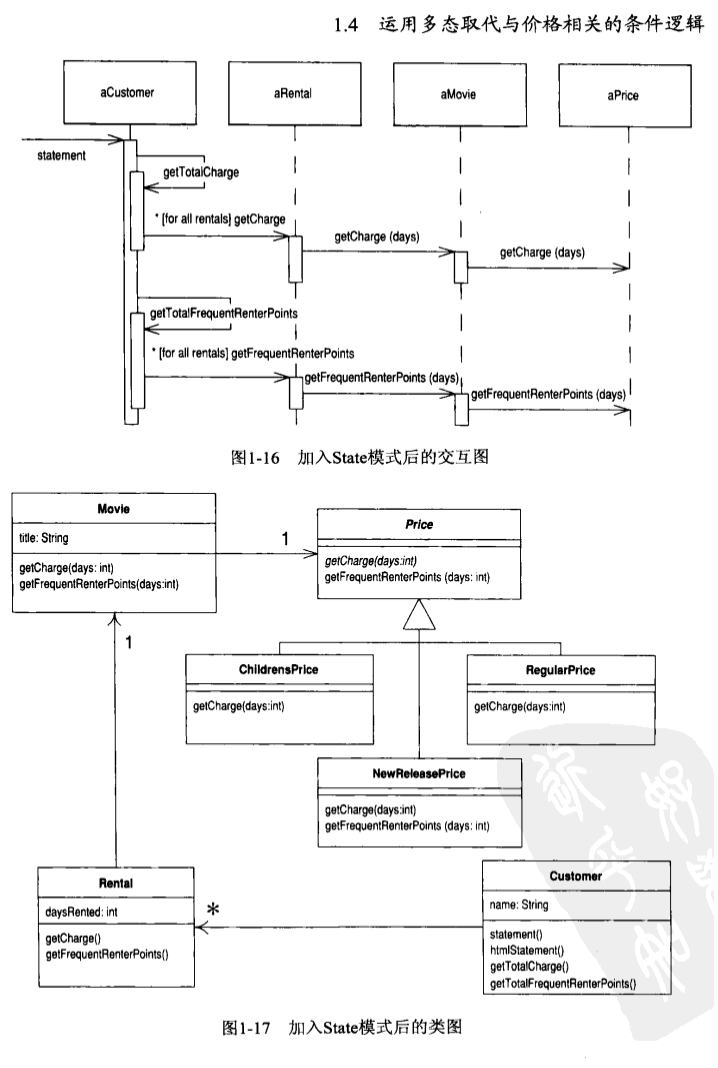 1.4 运用多态取代与价格相关的条件逻辑
aCustomer
aRental
aMovie
aPrice
statement
getTotalCharge
* [for all rentals] getCharge
getCharge (days)
getCharge (days)
getTotalFrequentRenterPoints
* [for all rentals] getFrequentRenterPoints
getFrequentRenterPoints (days)
getFrequentRenterPoints (days)
图1-16 加入State模式后的交互图
Movie
title: String
getCharge(days: int)
getFrequentRenterPoints(days:int)
1
Price
getCharge(days:int)
getFrequentRenterPoints (days: int)
1
ChildrensPrice
getCharge(days:int)
RegularPrice
getCharge(days:int)
NewReleasePrice
getCharge(days:int)
getFrequentRenterPoints (days: int)
Rental
daysRented: int
getCharge()
getFrequentRenterPoints()
*
Customer
name: String
statement()
htmlStatement()
getTotalCharge()
getTotalFrequentRenterPoints()
图1-17 加入State模式后的类图